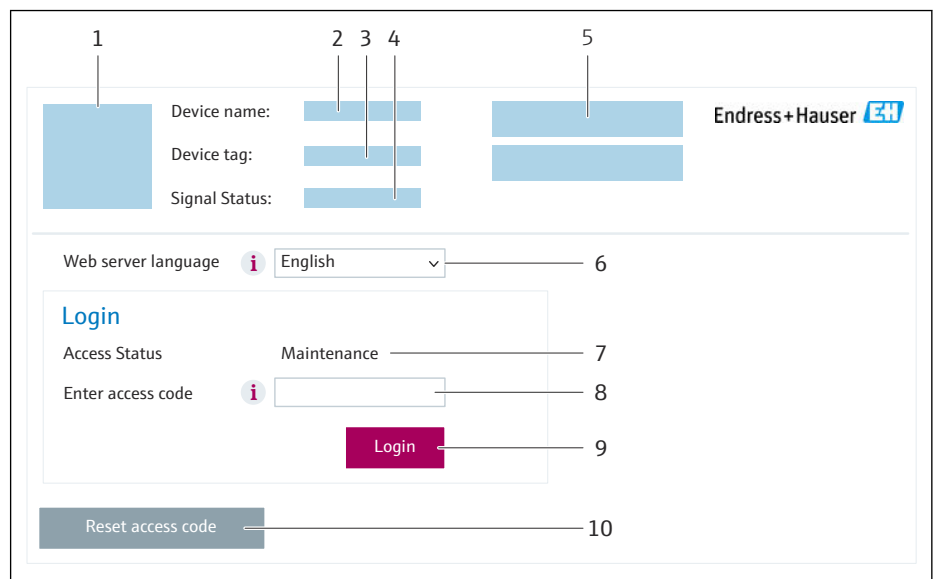 1 2 3 4 5
Device name:
Endress+Hauser EH
Device tag:
Signal Status:
Web server language i English 6
Login
Access Status Maintenance 7
Enter access code i 8
Login 9
Reset access code 10